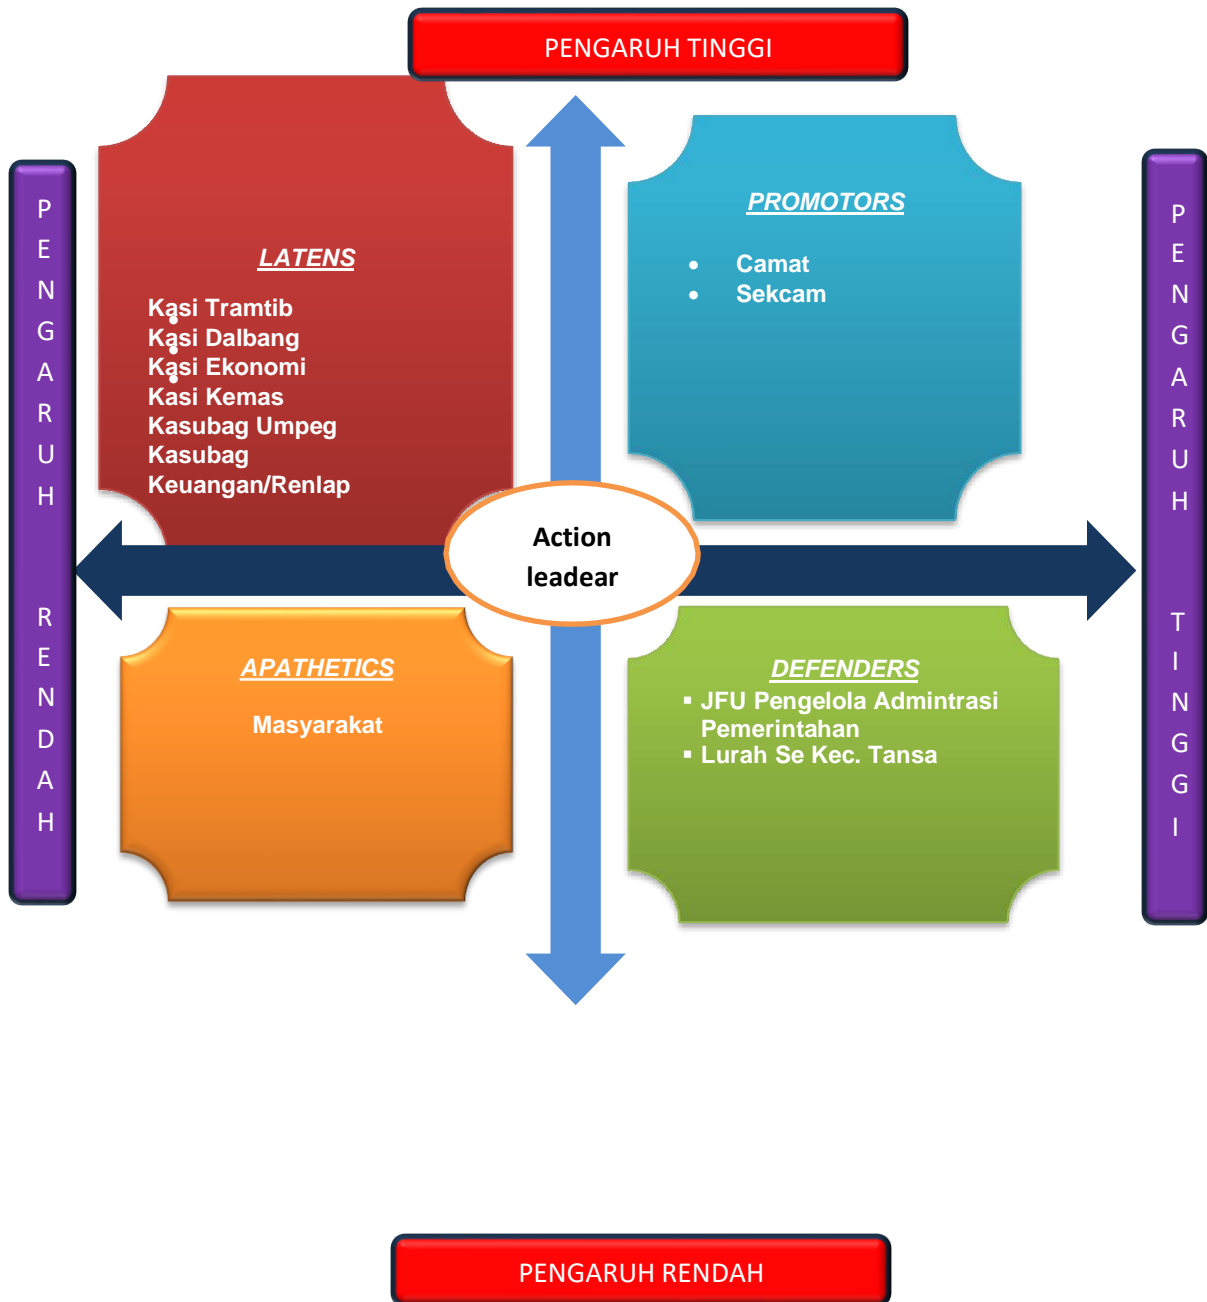 PENGARUH TINGGI
PENGARUH RENDAH
LATENS
Kasi Tramtib
Kasi Dalbang
Kasi Ekonomi
Kasi Kemas
Kasubag Umpeg
Kasubag
Keuangan/Renlap
PROMOTORS
• Camat
• Sekcam
PENGARUH TINGGI
Action
leadear
APATHETICS
Masyarakat
DEFENDERS
▪ JFU Pengelola Admintrasi
Pemerintahan
▪ Lurah Se Kec. Tansa
PENGARUH RENDAH